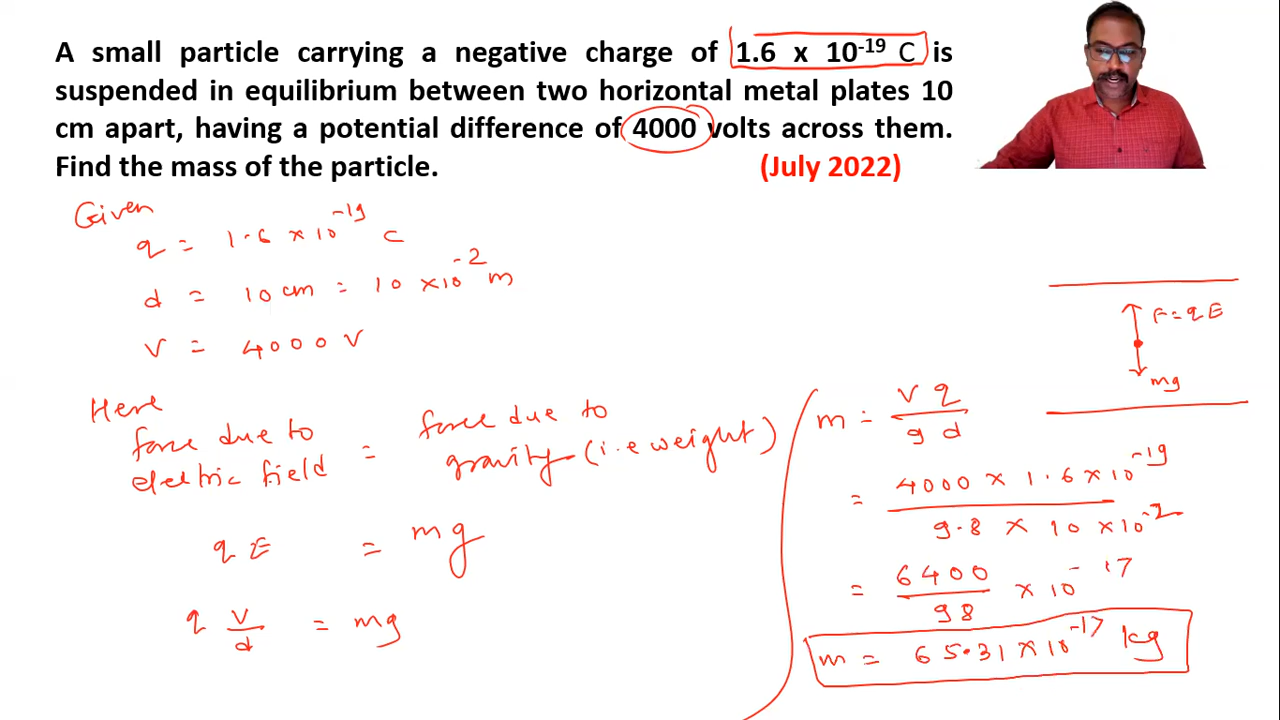 A small particle carrying a negative charge of 1.6 x 10⁻¹⁹ C is
suspended in equilibrium between two horizontal metal plates 10
cm apart, having a potential difference of 4000 volts across them.
Find the mass of the particle. (July 2022)
Given
q = 1.6 × 10⁻¹⁹ C
d = 10 cm = 10 × 10⁻² m
V = 4000 V
Here
force due to electric field = force due to gravity (i.e weight)
qE = mg
q V/d = mg
F = qE
mg
m = Vq / gd
= 4000 × 1.6 × 10⁻¹⁹ / 9.8 × 10 × 10⁻²
= 6400/98 × 10⁻¹⁷
m = 65.31 × 10⁻¹⁷ kg